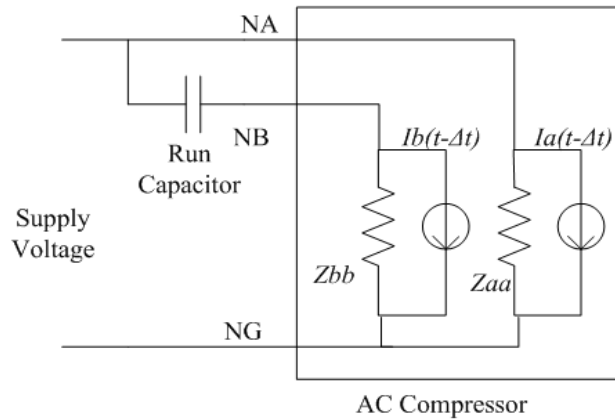 NA
Ib(t-Δt)
Ia(t-Δt)
NB
Run
Capacitor
Supply
Voltage
Zbb
Zaa
NG
AC Compressor